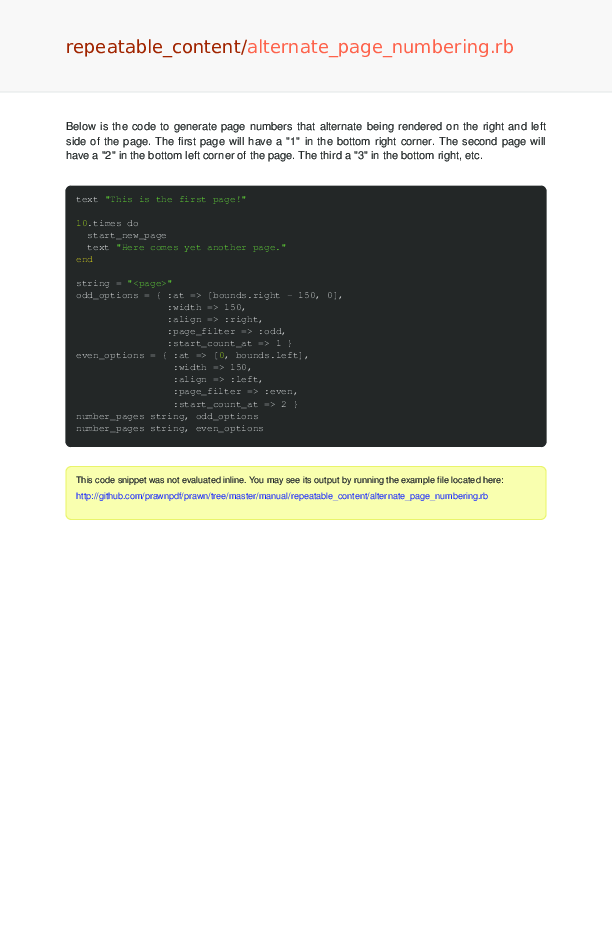 repeatable_content/alternate_page_numbering.rb
Below is the code to generate page numbers that alternate being rendered on the right and left
side of the page. The first page will have a "1" in the bottom right corner. The second page will
have a "2" in the bottom left corner of the page. The third a "3" in the bottom right, etc.
text "This is the first page!"
10.times do
  start_new_page
  text "Here comes yet another page."
end
string = "<page>"
odd_options = { :at => [bounds.right - 150, 0],
                :width => 150,
                :align => :right,
                :page_filter => :odd,
                :start_count_at => 1 }
even_options = { :at => [0, bounds.left],
                 :width => 150,
                 :align => :left,
                 :page_filter => :even,
                 :start_count_at => 2 }
number_pages string, odd_options
number_pages string, even_options
This code snippet was not evaluated inline. You may see its output by running the example file located here:
http://github.com/prawnpdf/prawn/tree/master/manual/repeatable_content/alternate_page_numbering.rb